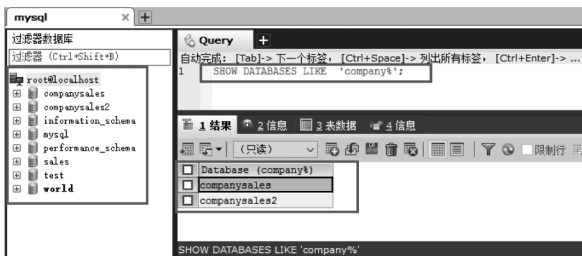 mysql × +
过滤器数据库
过滤器 (Ctrl+Shift+B)
root@localhost
companysales
companysales2
information_schema
mysql
performance_schema
sales
test
world
Query +
自动完成: [Tab]-> 下一个标签, [Ctrl+Space]-> 列出所有标签, [Ctrl+Enter]-> ...
1 SHOW DATABASES LIKE 'company%';
1 结果 2 信息 3 表数据 4 信息
(只读) 限制行
Database (company%)
companysales
companysales2
SHOW DATABASES LIKE 'company%'